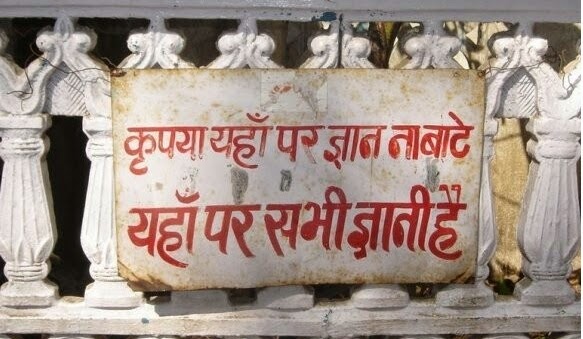 कृपया यहाँ पर ज्ञान ना बाटे
यहाँ पर सभी ज्ञानी है